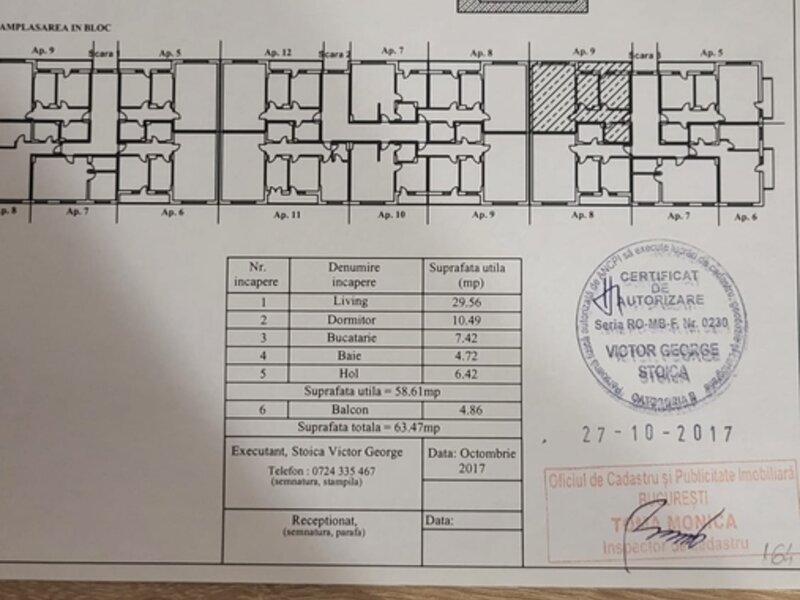 AMPLASAREA IN BLOC
Ap. 9 Scara 1 Ap. 5 Ap. 12 Scara 2 Ap. 7 Ap. 8 Ap. 9 Scara Ap. 5
p. 8 Ap. 7 Ap. 6 Ap. 11 Ap. 10 Ap. 9 Ap. 8 Ap. 7 Ap. 6
Nr. incapere Denumire incapere Suprafata utila (mp)
1 Living 29.56
2 Dormitor 10.49
3 Bucatarie 7.42
4 Baie 4.72
5 Hol 6.42
Suprafata utila = 58.61mp
6 Balcon 4.86
Suprafata totala = 63.47mp
Executant, Stoica Victor George
Telefon : 0724 335 467
(semnatura, stampila)
Data: Octombrie
2017
Receptionat,
(semnatura, parafa)
Data:
CERTIFICAT
DE
AUTORIZARE
Seria RO-MB-F, Nr. 0230
VICTOR GEORGE
STOICA
CATEGORIA B
27-10-2017
Oficiul de Cadastru și Publicitate Imobiliară
BUCUREȘTI
TOMA MONICA
Inspector de cadastru
164